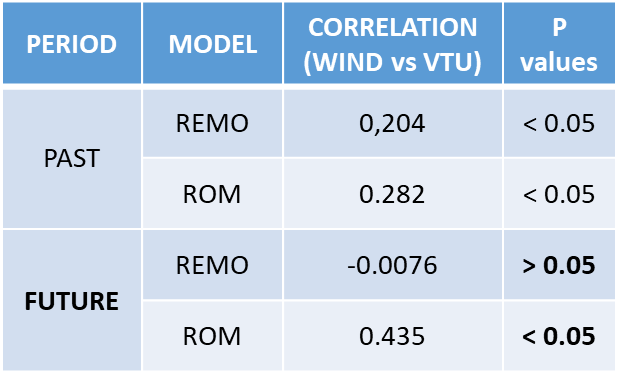 PERIOD MODEL CORRELATION (WIND vs VTU) P values
PAST REMO 0,204 < 0.05
ROM 0.282 < 0.05
FUTURE REMO -0.0076 > 0.05
ROM 0.435 < 0.05